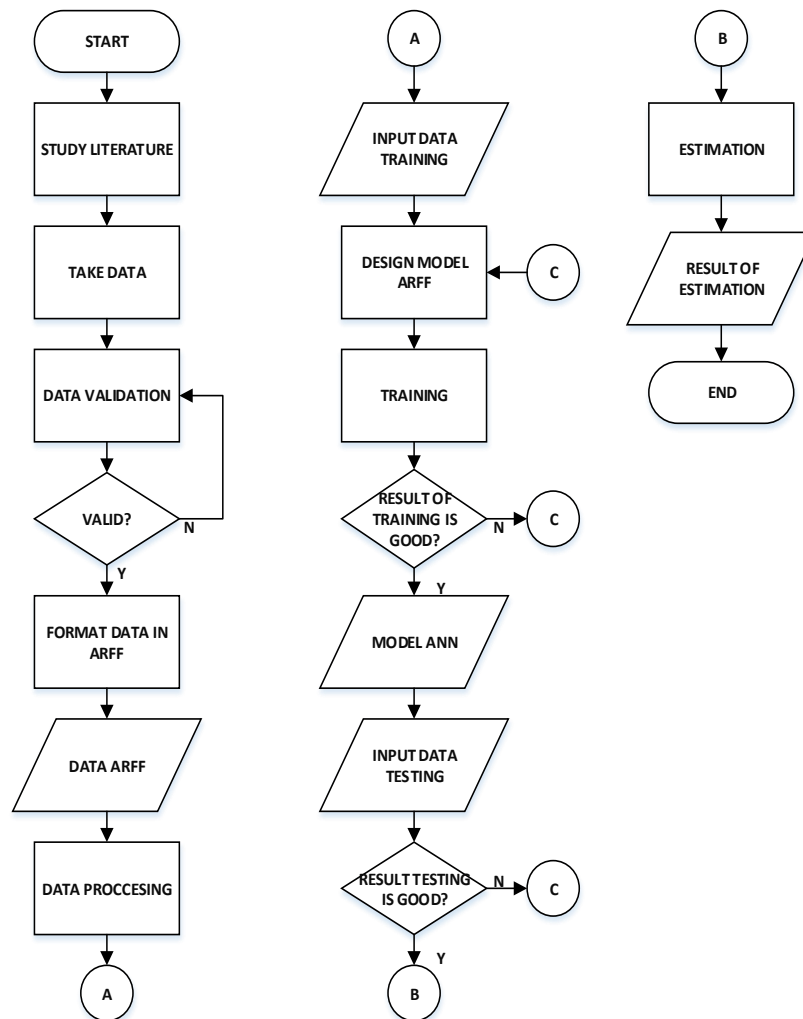 START
STUDY LITERATURE
TAKE DATA
DATA VALIDATION
VALID?
N
Y
FORMAT DATA IN
ARFF
DATA ARFF
DATA PROCCESING
A
A
INPUT DATA
TRAINING
DESIGN MODEL
ARFF
C
TRAINING
RESULT OF
TRAINING IS
GOOD?
N
C
Y
MODEL ANN
INPUT DATA
TESTING
RESULT TESTING
IS GOOD?
N
C
Y
B
B
ESTIMATION
RESULT OF
ESTIMATION
END